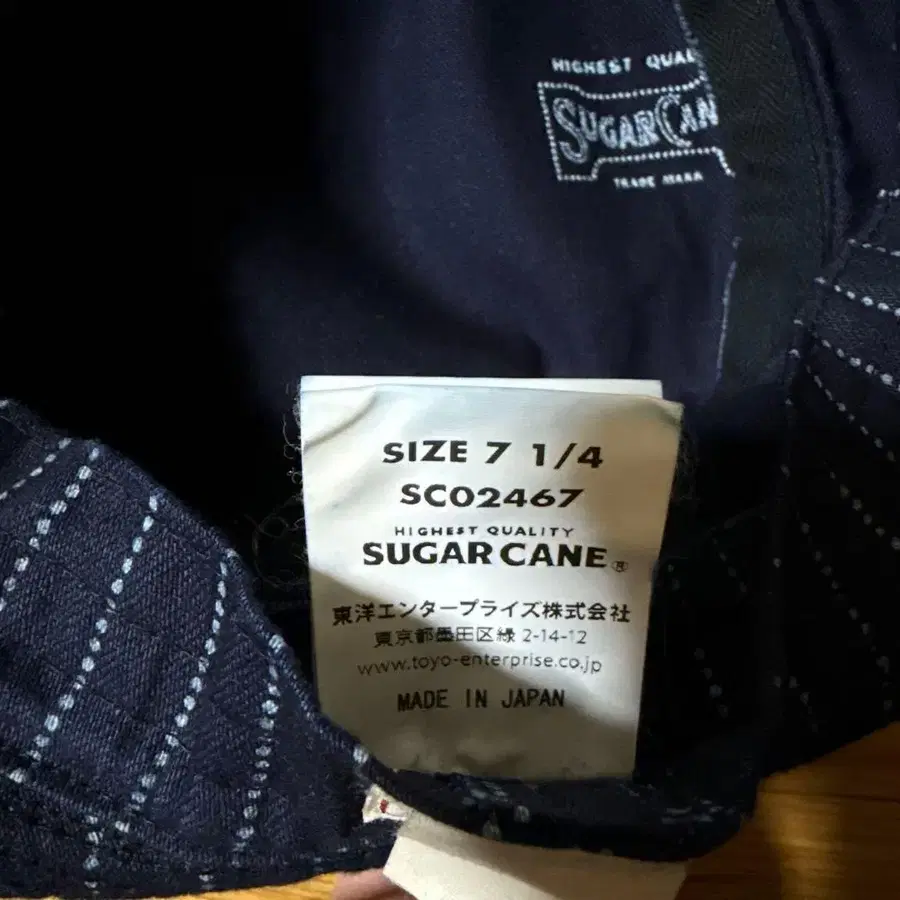 HIGHEST QUAL
SUGAR CAN
TRADE MARK
SIZE 7 1/4
SC02467
HIGHEST QUALITY
SUGAR CANE®
東洋エンタープライズ株式会社
東京都墨田区緑 2-14-12
www.toyo-enterprise.co.jp
MADE IN JAPAN